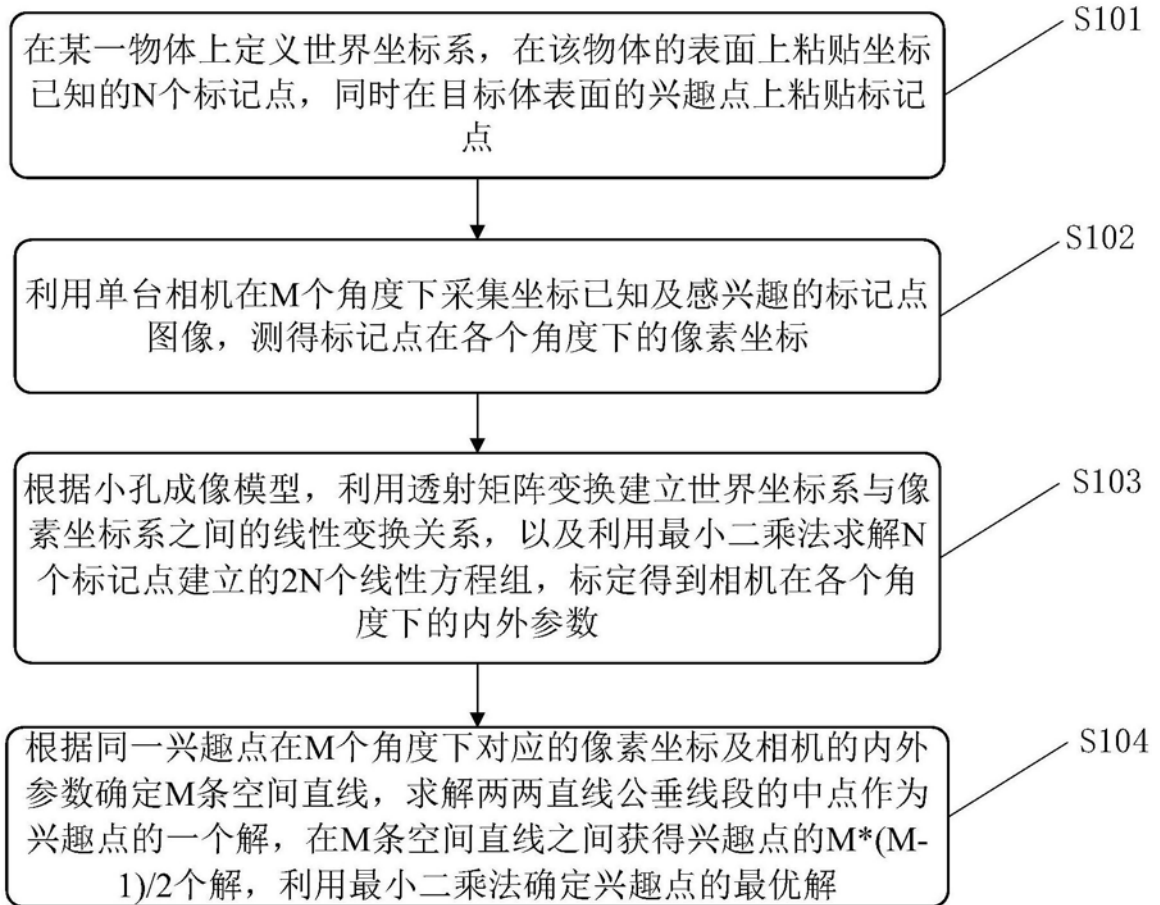 在某一物体上定义世界坐标系，在该物体的表面上粘贴坐标
已知的N个标记点，同时在目标体表面的兴趣点上粘贴标记
点
S101
利用单台相机在M个角度下采集坐标已知及感兴趣的标记点
图像，测得标记点在各个角度下的像素坐标
S102
根据小孔成像模型，利用透射矩阵变换建立世界坐标系与像
素坐标系之间的线性变换关系，以及利用最小二乘法求解N
个标记点建立的2N个线性方程组，标定得到相机在各个角
度下的内外参数
S103
根据同一兴趣点在M个角度下对应的像素坐标及相机的内外
参数确定M条空间直线，求解两两直线公垂线段的中点作为
兴趣点的一个解，在M条空间直线之间获得兴趣点的M*(M-
1)/2个解，利用最小二乘法确定兴趣点的最优解
S104